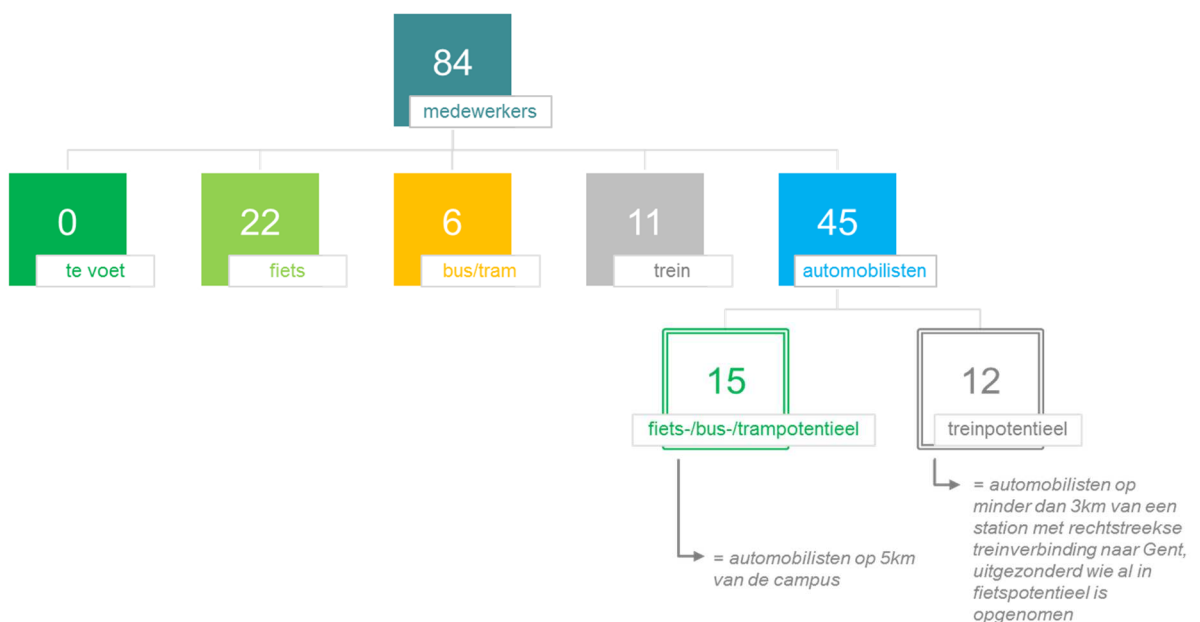 84
medewerkers
0
te voet
22
fiets
6
bus/tram
11
trein
45
automobilisten
15
fiets-/bus-/trampotentieel
12
treinpotentieel
= automobilisten op 5km
van de campus
= automobilisten op
minder dan 3km van een
station met rechtstreekse
treinverbinding naar Gent,
uitgezonderd wie al in
fietspotentieel is
opgenomen